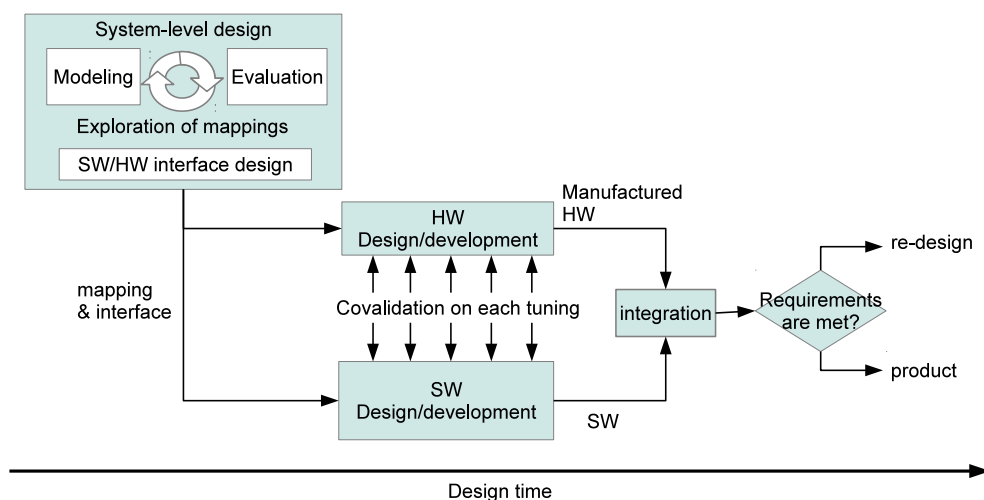 System-level design
Modeling
Evaluation
Exploration of mappings
SW/HW interface design
mapping
& interface
HW
Design/development
Manufactured
HW
Covalidation on each tuning
SW
Design/development
SW
integration
Requirements
are met?
re-design
product
Design time